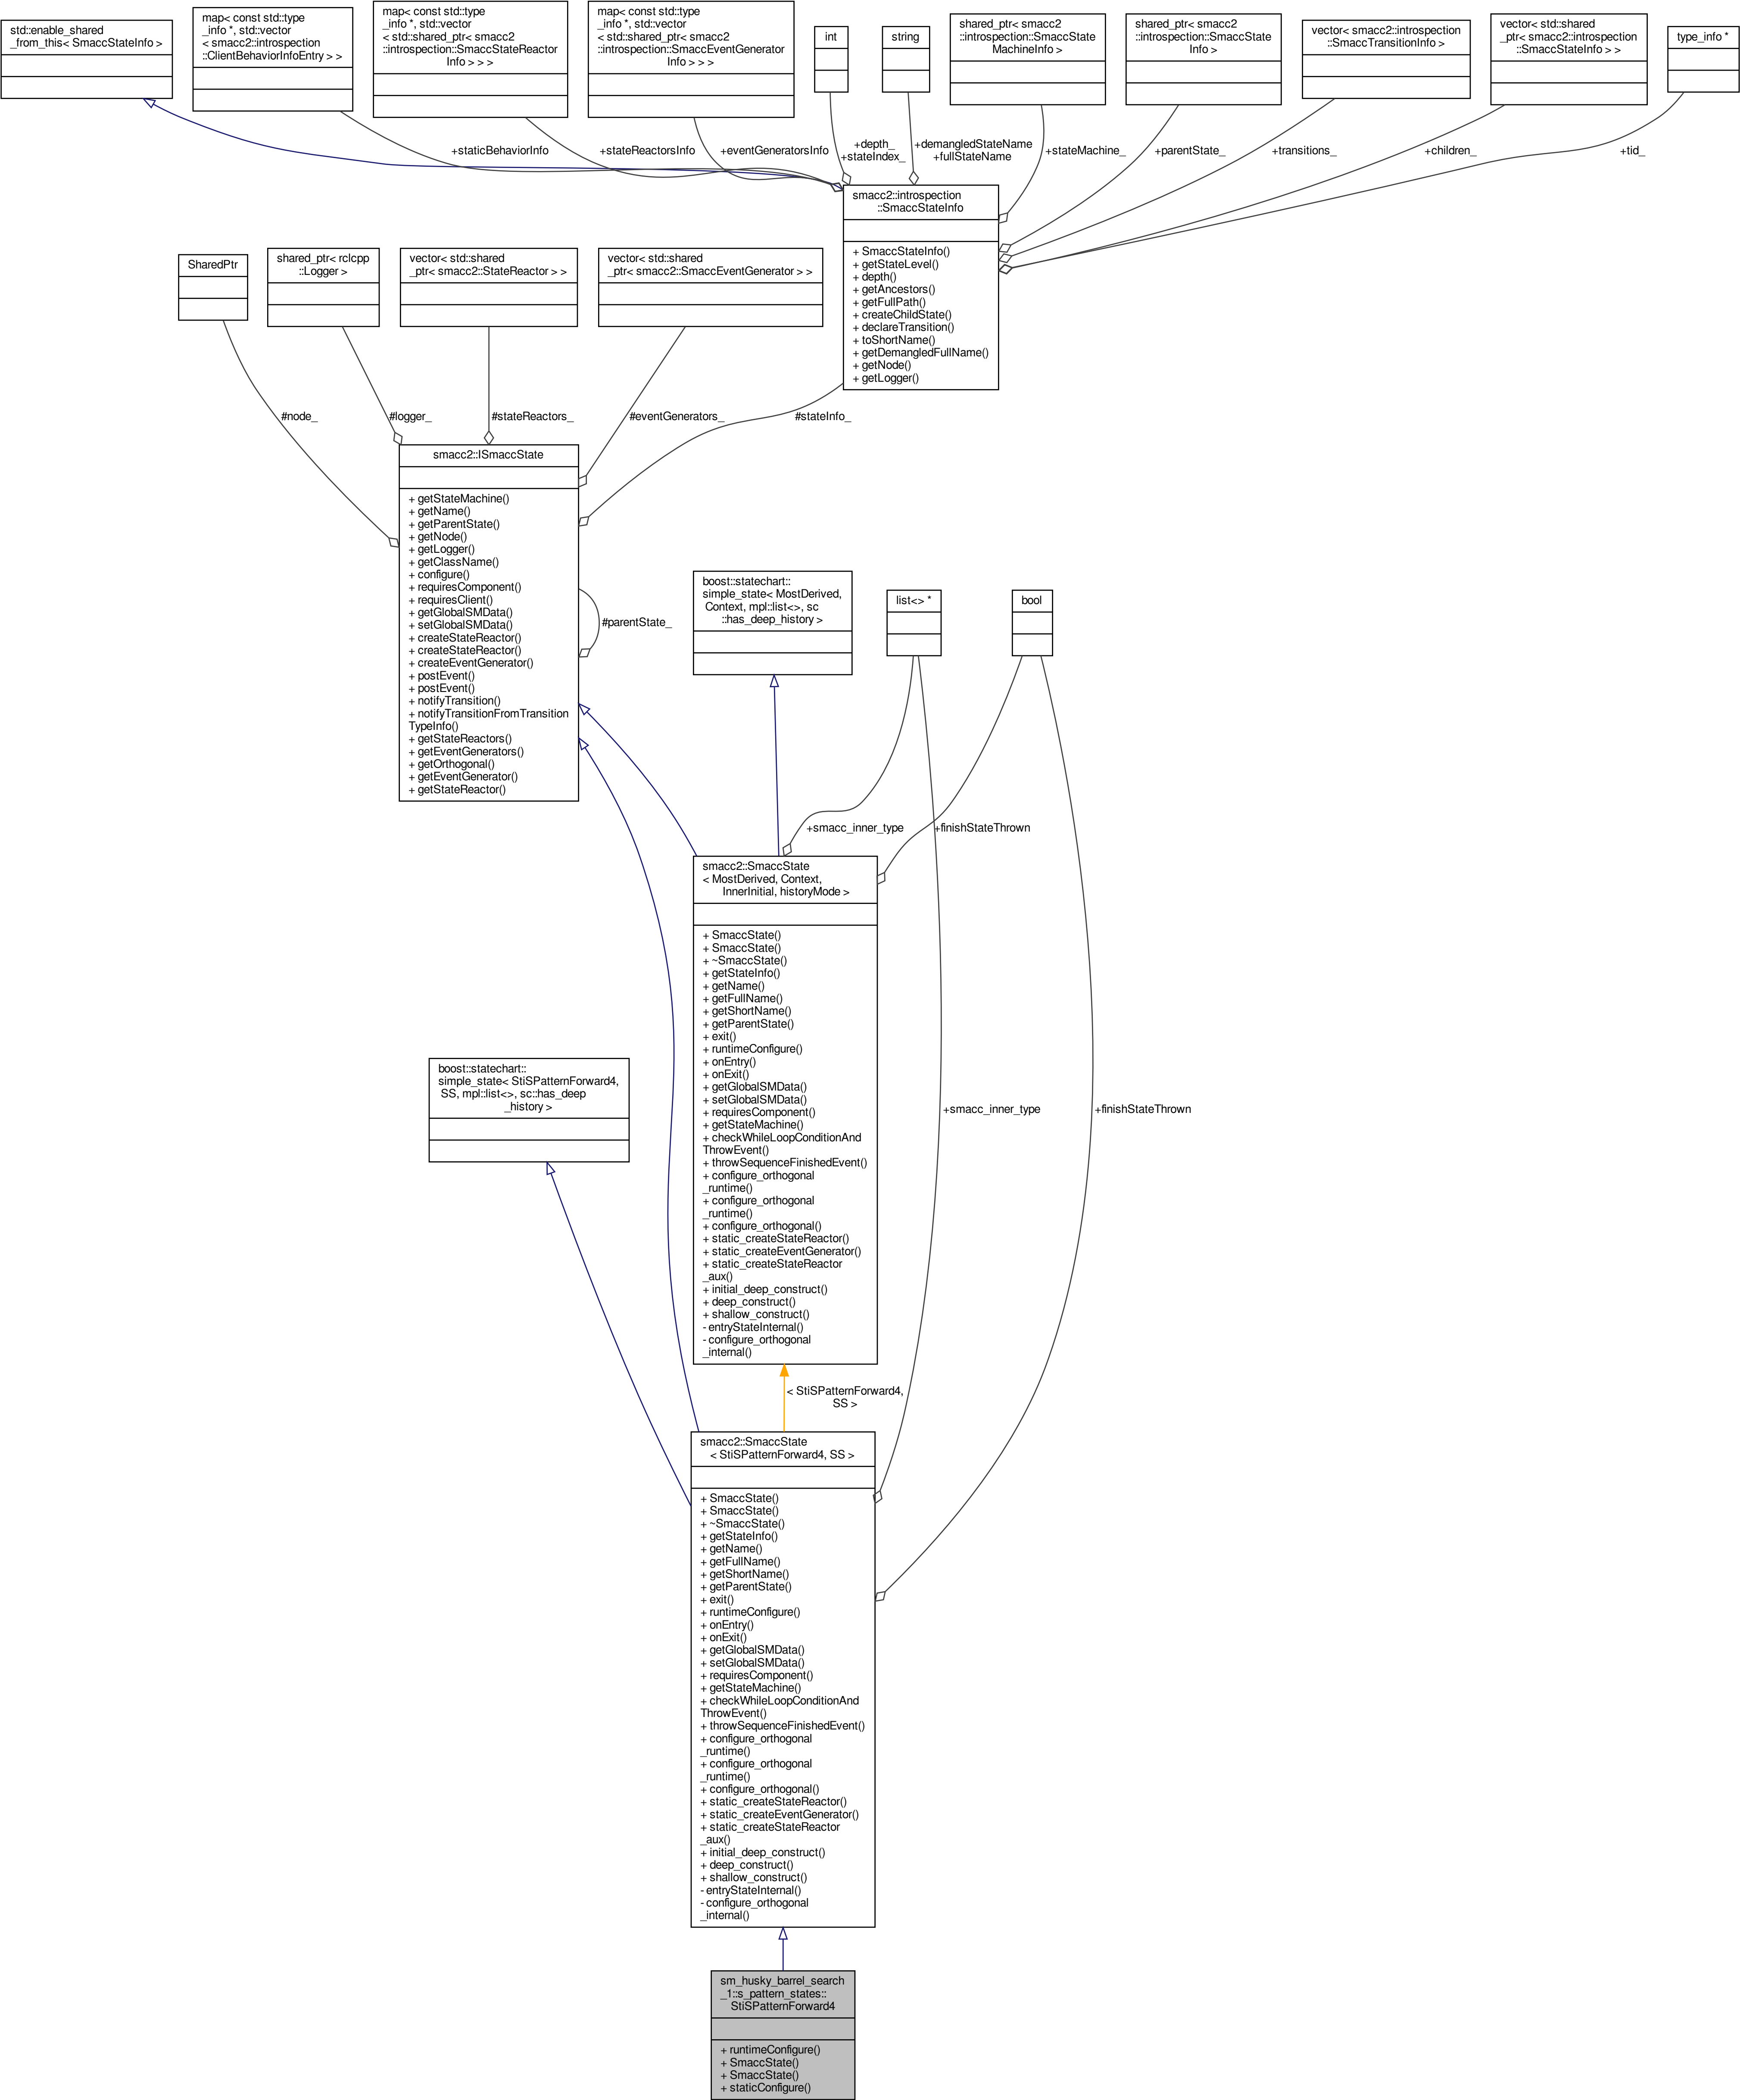 std::enable_shared
_from_this< SmaccStateInfo >
map< const std::type
_info *, std::vector
< smacc2::introspection
::ClientBehaviorInfoEntry > >
map< const std::type
_info *, std::vector
< std::shared_ptr< smacc2
::introspection::SmaccStateReactor
Info > > >
map< const std::type
_info *, std::vector
< std::shared_ptr< smacc2
::introspection::SmaccEventGenerator
Info > > >
int
string
shared_ptr< smacc2
::introspection::SmaccState
MachineInfo >
shared_ptr< smacc2
::introspection::SmaccState
Info >
vector< smacc2::introspection
::SmaccTransitionInfo >
vector< std::shared
_ptr< smacc2::introspection
::SmaccStateInfo > >
type_info *
+staticBehaviorInfo
+stateReactorsInfo
+eventGeneratorsInfo
+depth_
+stateIndex_
+demangledStateName
+fullStateName
+stateMachine_
+parentState_
+transitions_
+children_
+tid_
smacc2::introspection
::SmaccStateInfo
+ SmaccStateInfo()
+ getStateLevel()
+ depth()
+ getAncestors()
+ getFullPath()
+ createChildState()
+ declareTransition()
+ toShortName()
+ getDemangledFullName()
+ getNode()
+ getLogger()
SharedPtr
shared_ptr< rclcpp
::Logger >
vector< std::shared
_ptr< smacc2::StateReactor > >
vector< std::shared
_ptr< smacc2::SmaccEventGenerator > >
#node_
#logger_
#stateReactors_
#eventGenerators_
#stateInfo_
smacc2::ISmaccState
+ getStateMachine()
+ getName()
+ getParentState()
+ getNode()
+ getLogger()
+ getClassName()
+ configure()
+ requiresComponent()
+ requiresClient()
+ getGlobalSMData()
+ setGlobalSMData()
+ createStateReactor()
+ createStateReactor()
+ createEventGenerator()
+ postEvent()
+ postEvent()
+ notifyTransition()
+ notifyTransitionFromTransition
TypeInfo()
+ getStateReactors()
+ getEventGenerators()
+ getOrthogonal()
+ getEventGenerator()
+ getStateReactor()
#parentState_
boost::statechart::
simple_state< MostDerived,
Context, mpl::list<>, sc
::has_deep_history >
list<> *
bool
+smacc_inner_type
+finishStateThrown
smacc2::SmaccState
< MostDerived, Context,
InnerInitial, historyMode >
+ SmaccState()
+ SmaccState()
+ ~SmaccState()
+ getStateInfo()
+ getName()
+ getFullName()
+ getShortName()
+ getParentState()
+ exit()
+ runtimeConfigure()
+ onEntry()
+ onExit()
+ getGlobalSMData()
+ setGlobalSMData()
+ requiresComponent()
+ getStateMachine()
+ checkWhileLoopConditionAnd
ThrowEvent()
+ throwSequenceFinishedEvent()
+ configure_orthogonal
_runtime()
+ configure_orthogonal
_runtime()
+ configure_orthogonal()
+ static_createStateReactor()
+ static_createEventGenerator()
+ static_createStateReactor
_aux()
+ initial_deep_construct()
+ deep_construct()
+ shallow_construct()
- entryStateInternal()
- configure_orthogonal
_internal()
boost::statechart::
simple_state< StiSPatternForward4,
SS, mpl::list<>, sc::has_deep
_history >
+smacc_inner_type
+finishStateThrown
< StiSPatternForward4,
SS >
smacc2::SmaccState
< StiSPatternForward4, SS >
+ SmaccState()
+ SmaccState()
+ ~SmaccState()
+ getStateInfo()
+ getName()
+ getFullName()
+ getShortName()
+ getParentState()
+ exit()
+ runtimeConfigure()
+ onEntry()
+ onExit()
+ getGlobalSMData()
+ setGlobalSMData()
+ requiresComponent()
+ getStateMachine()
+ checkWhileLoopConditionAnd
ThrowEvent()
+ throwSequenceFinishedEvent()
+ configure_orthogonal
_runtime()
+ configure_orthogonal
_runtime()
+ configure_orthogonal()
+ static_createStateReactor()
+ static_createEventGenerator()
+ static_createStateReactor
_aux()
+ initial_deep_construct()
+ deep_construct()
+ shallow_construct()
- entryStateInternal()
- configure_orthogonal
_internal()
sm_husky_barrel_search
_1::s_pattern_states::
StiSPatternForward4
+ runtimeConfigure()
+ SmaccState()
+ SmaccState()
+ staticConfigure()